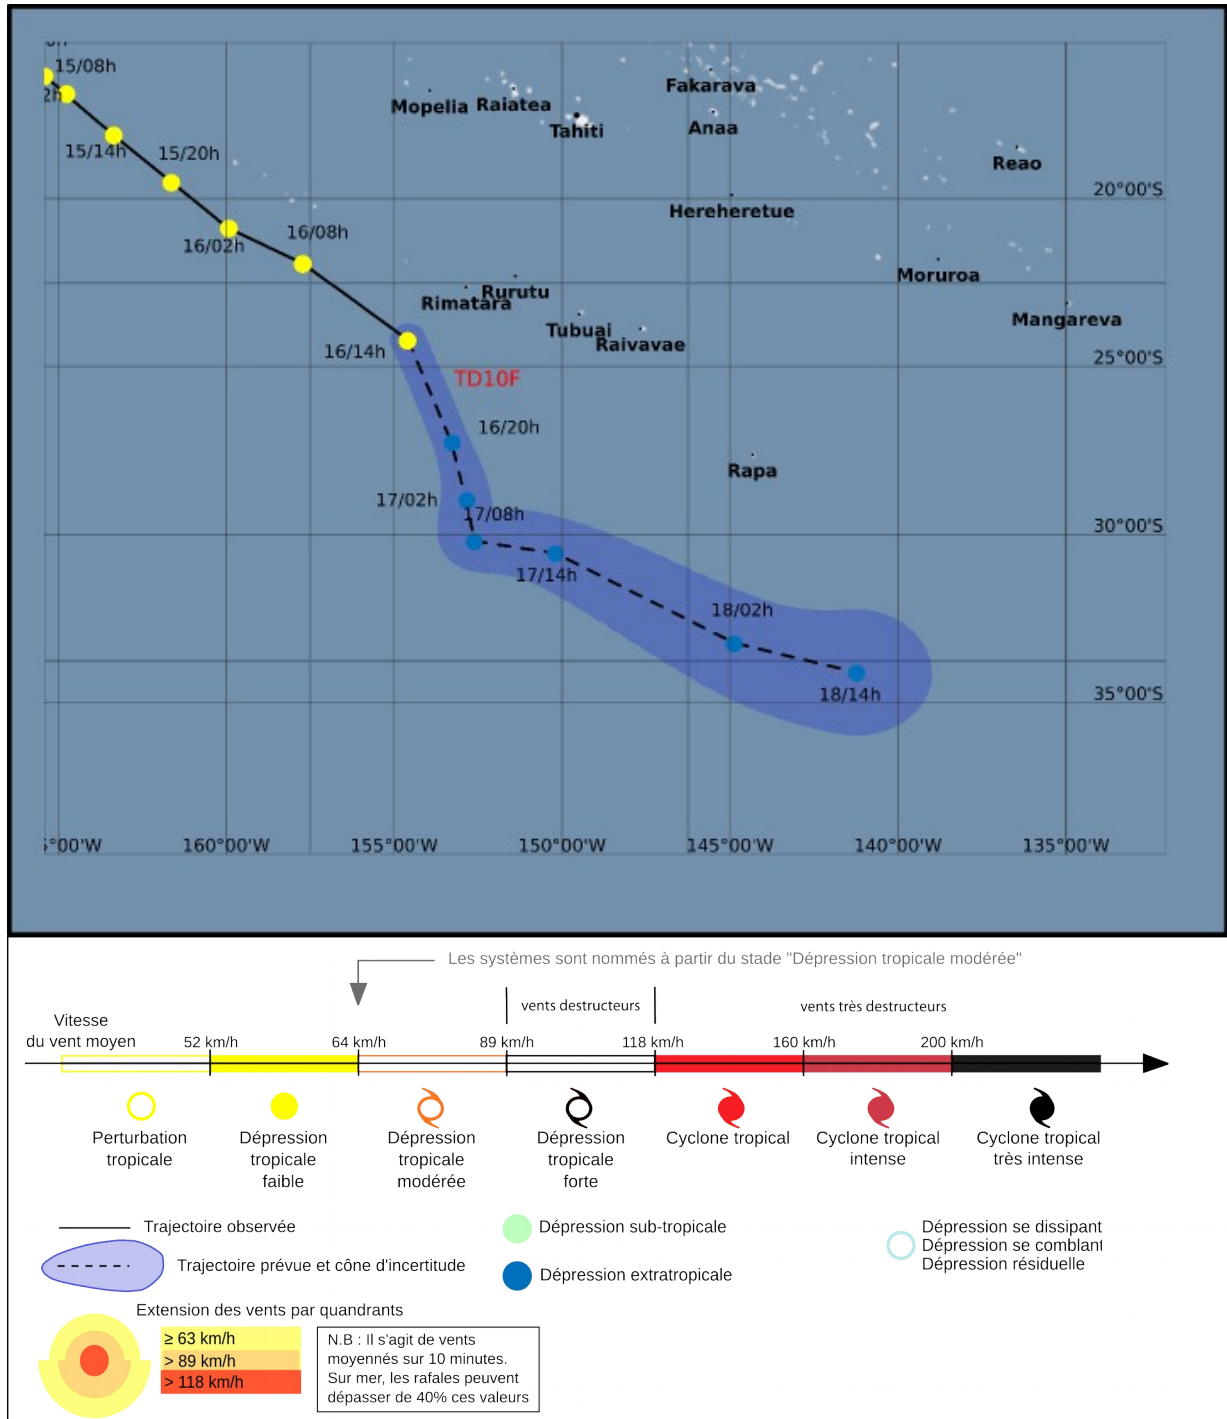 15/08h
2h
15/14h
15/20h
16/02h
16/08h
16/14h
TD10F
16/20h
17/02h
17/08h
17/14h
18/02h
18/14h
Mopelia
Raiatea
Tahiti
Fakarava
Anaa
Reao
Hereheretue
Moruroa
Mangareva
Rurutu
Rimatara
Tubuai
Raivavae
Rapa
20°00'S
25°00'S
30°00'S
35°00'S
5°00'W
160°00'W
155°00'W
150°00'W
145°00'W
140°00'W
135°00'W
Les systèmes sont nommés à partir du stade "Dépression tropicale modérée"
vents destructeurs
vents très destructeurs
Vitesse
du vent moyen
52 km/h
64 km/h
89 km/h
118 km/h
160 km/h
200 km/h
Perturbation
tropicale
Dépression
tropicale
faible
Dépression
tropicale
modérée
Dépression
tropicale
forte
Cyclone tropical
Cyclone tropical
intense
Cyclone tropical
très intense
Trajectoire observée
Trajectoire prévue et cône d'incertitude
Dépression sub-tropicale
Dépression extratropicale
Dépression se dissipant
Dépression se comblant
Dépression résiduelle
Extension des vents par quandrants
≥ 63 km/h
> 89 km/h
> 118 km/h
N.B : Il s'agit de vents
moyennés sur 10 minutes.
Sur mer, les rafales peuvent
dépasser de 40% ces valeurs